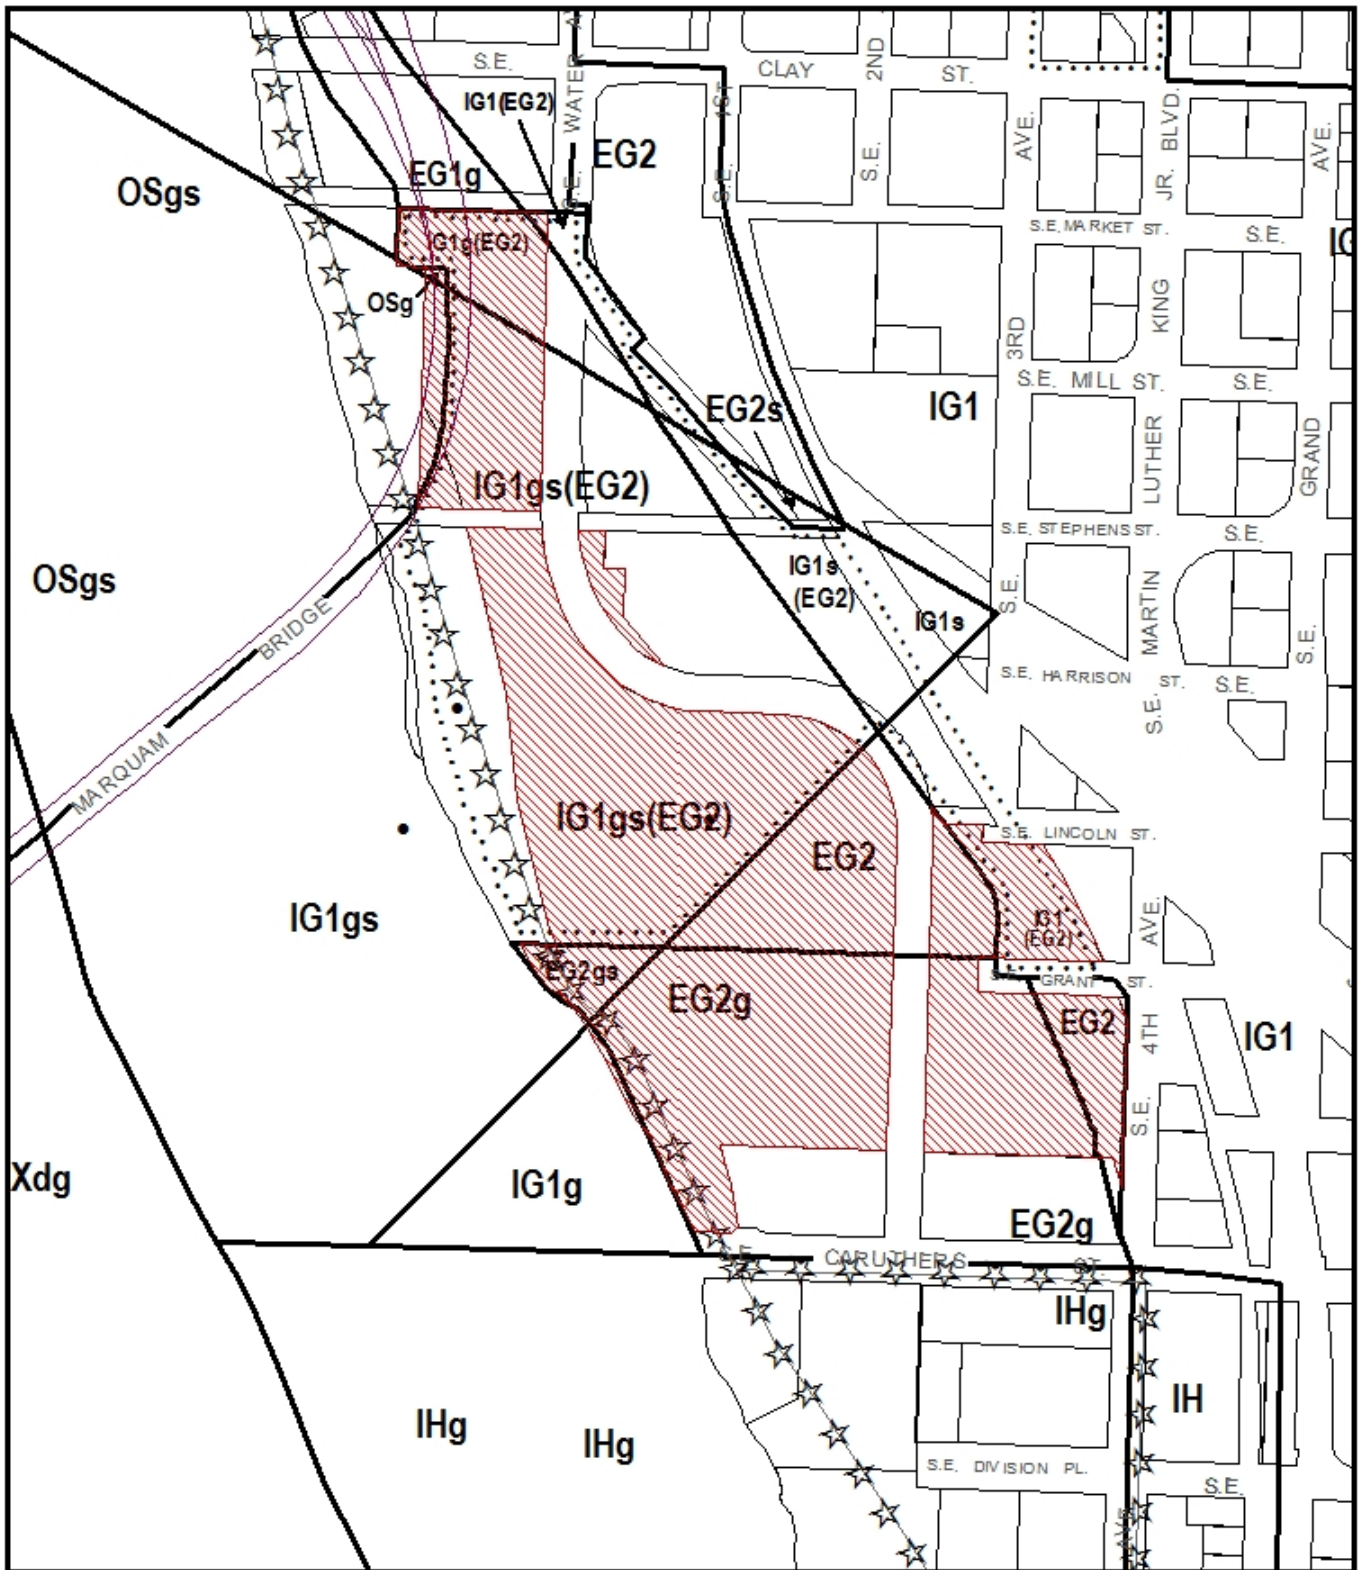 S.E. CLAY ST.
S.E. WATER A
S.E. 1ST
S.E. 2ND
AVE.
JR. BLVD.
AVE.
IG1(EG2)
EG2
EG1g
OSgs
S.E. MARKET ST. S.E.
G1g(EG2)
OSg
3RD
KING
S.E. MILL ST. S.E.
EG2s
IG1
LUTHER
GRAND
IG1gs(EG2)
S.E. STEPHENS ST. S.E.
OSgs
IG1s
(EG2)
S.E.
MARTIN
IG1s
S.E.
MARQUAM BRIDGE
S.E. HARRISON ST. S.E.
S.E.
IG1gs(EG2)
EG2
S.E. LINCOLN ST.
IG1gs
IG1
(EG2)
AVE.
EG2gs
S.E. GRANT ST.
EG2g
EG2
4TH
IG1
S.E.
Xdg
IG1g
EG2g
S.E. CARUTHERS ST.
IHg
IH
IHg
IHg
S.E. DIVISION PL.
S.E.
AVE.